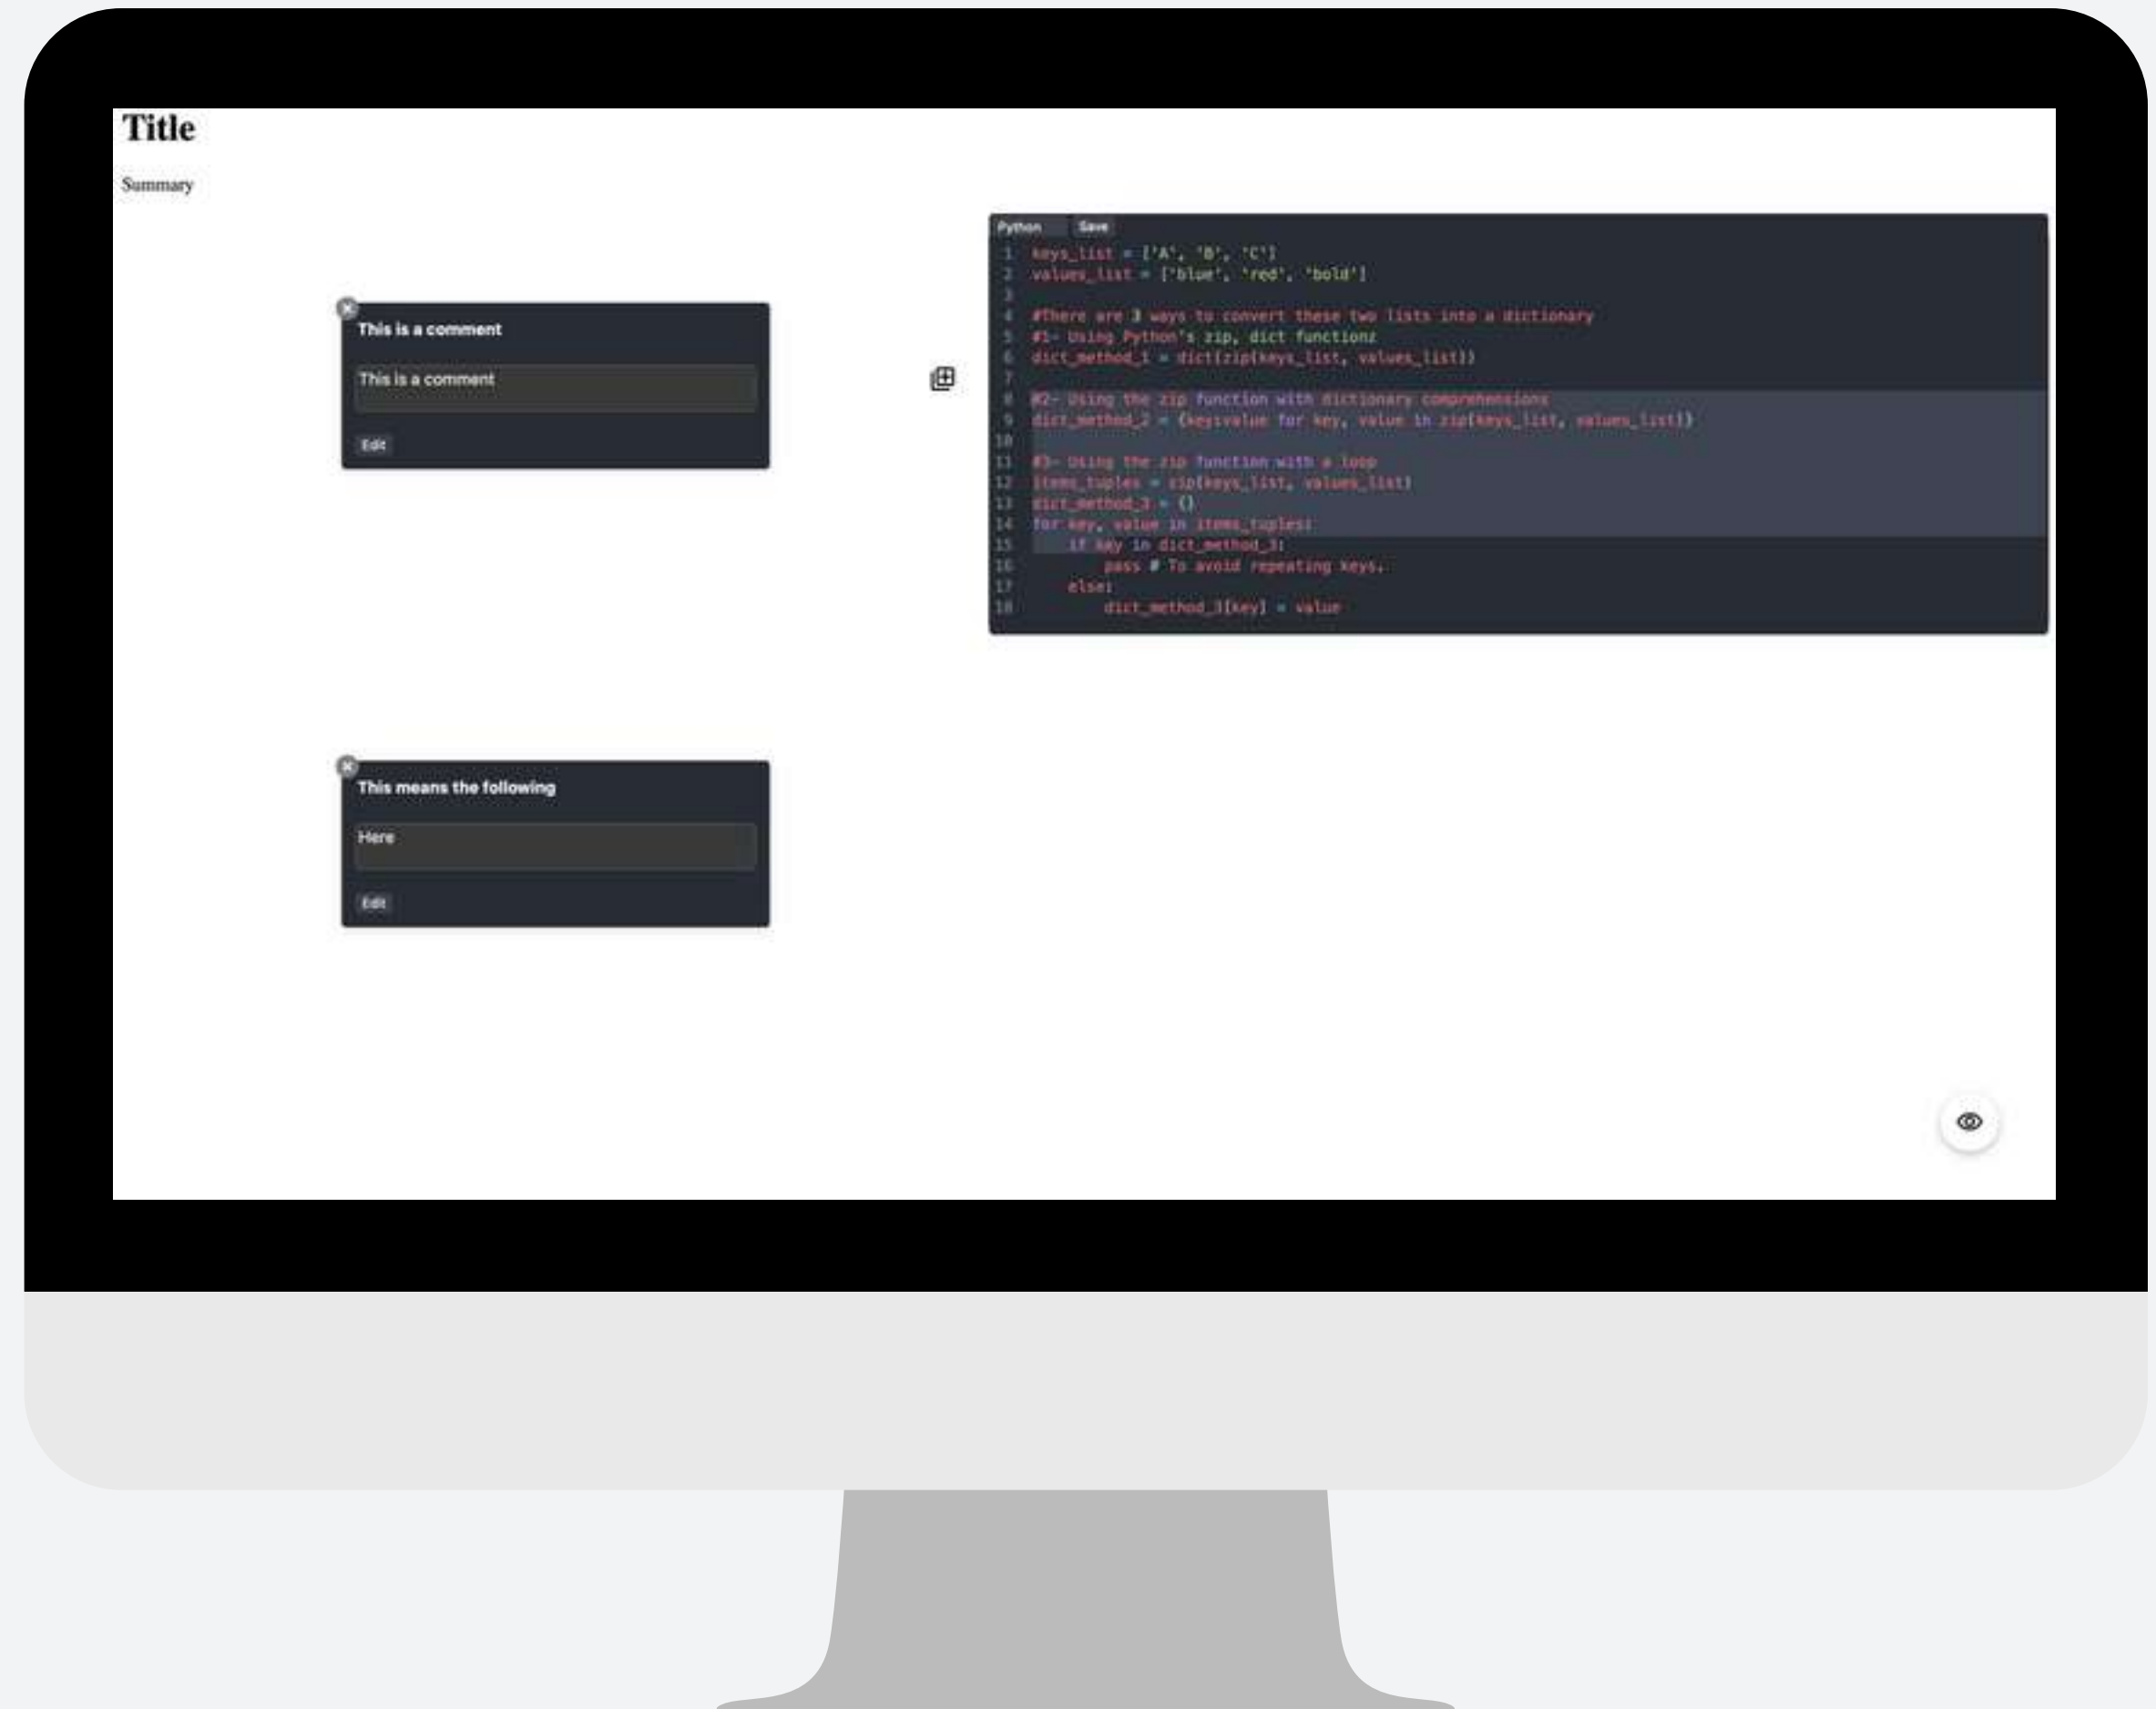 Title
Summary
This is a comment
This is a comment
Edit
This means the following
Here
Edit
Python Save
1 keys_list = ['A', 'B', 'C']
2 values_list = ['blue', 'red', 'bold']
3
4 #There are 3 ways to convert these two lists into a dictionary
5 #1- Using Python's zip, dict functionz
6 dict_method_1 = dict(zip(keys_list, values_list))
7
8 #2- Using the zip function with dictionary comprehensions
9 dict_method_2 = {key:value for key, value in zip(keys_list, values_list)}
10
11 #3- Using the zip function with a loop
12 items_tuples = zip(keys_list, values_list)
13 dict_method_3 = {}
14 for key, value in items_tuples:
15 if key in dict_method_3:
16 pass # To avoid repeating keys.
17 else:
18 dict_method_3[key] = value